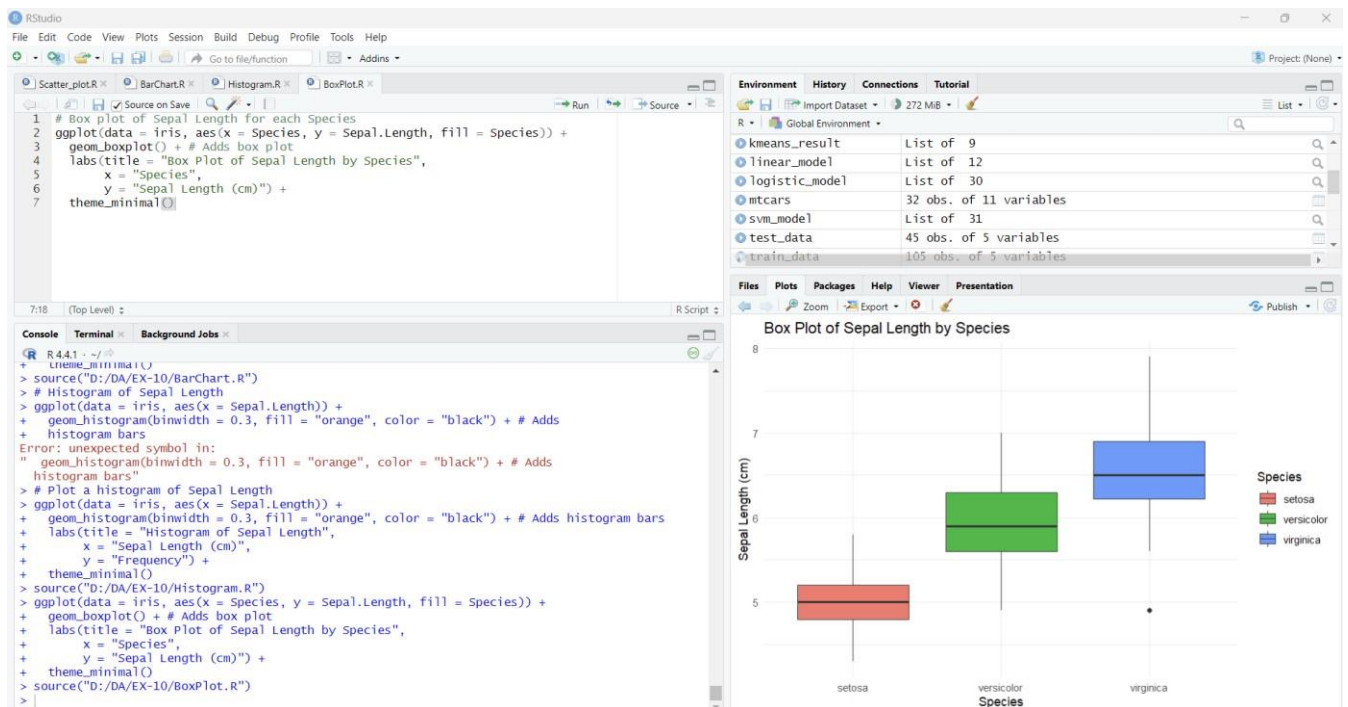 RStudio
File Edit Code View Plots Session Build Debug Profile Tools Help
Go to file/function Addins Project: (None)
Scatter_plot.R BarChart.R Histogram.R BoxPlot.R
Source on Save Run Source
1 # Box plot of Sepal Length for each Species
2 ggplot(data = iris, aes(x = Species, y = Sepal.Length, fill = Species)) +
3 geom_boxplot() + # Adds box plot
4 labs(title = "Box Plot of Sepal Length by Species",
5 x = "Species",
6 y = "Sepal Length (cm)") +
7 theme_minimal()
7:18 (Top Level) R Script
Console Terminal Background Jobs
R 4.4.1 · ~/
+ theme_minimal()
> source("D:/DA/EX-10/BarChart.R")
> # Histogram of Sepal Length
> ggplot(data = iris, aes(x = Sepal.Length)) +
+ geom_histogram(binwidth = 0.3, fill = "orange", color = "black") + # Adds
+ histogram bars
Error: unexpected symbol in:
" geom_histogram(binwidth = 0.3, fill = "orange", color = "black") + # Adds
histogram bars"
> # Plot a histogram of Sepal Length
> ggplot(data = iris, aes(x = Sepal.Length)) +
+ geom_histogram(binwidth = 0.3, fill = "orange", color = "black") + # Adds histogram bars
+ labs(title = "Histogram of Sepal Length",
+ x = "Sepal Length (cm)",
+ y = "Frequency") +
+ theme_minimal()
> source("D:/DA/EX-10/Histogram.R")
> ggplot(data = iris, aes(x = Species, y = Sepal.Length, fill = Species)) +
+ geom_boxplot() + # Adds box plot
+ labs(title = "Box Plot of Sepal Length by Species",
+ x = "Species",
+ y = "Sepal Length (cm)") +
+ theme_minimal()
> source("D:/DA/EX-10/BoxPlot.R")
>
Environment History Connections Tutorial
Import Dataset 272 MiB List
R Global Environment
kmeans_result List of 9
linear_model List of 12
logistic_model List of 30
mtcars 32 obs. of 11 variables
svm_model List of 31
test_data 45 obs. of 5 variables
train_data 105 obs. of 5 variables
Files Plots Packages Help Viewer Presentation
Zoom Export Publish
Box Plot of Sepal Length by Species
8
7
6
5
Sepal Length (cm)
setosa versicolor virginica
Species
Species
setosa
versicolor
virginica